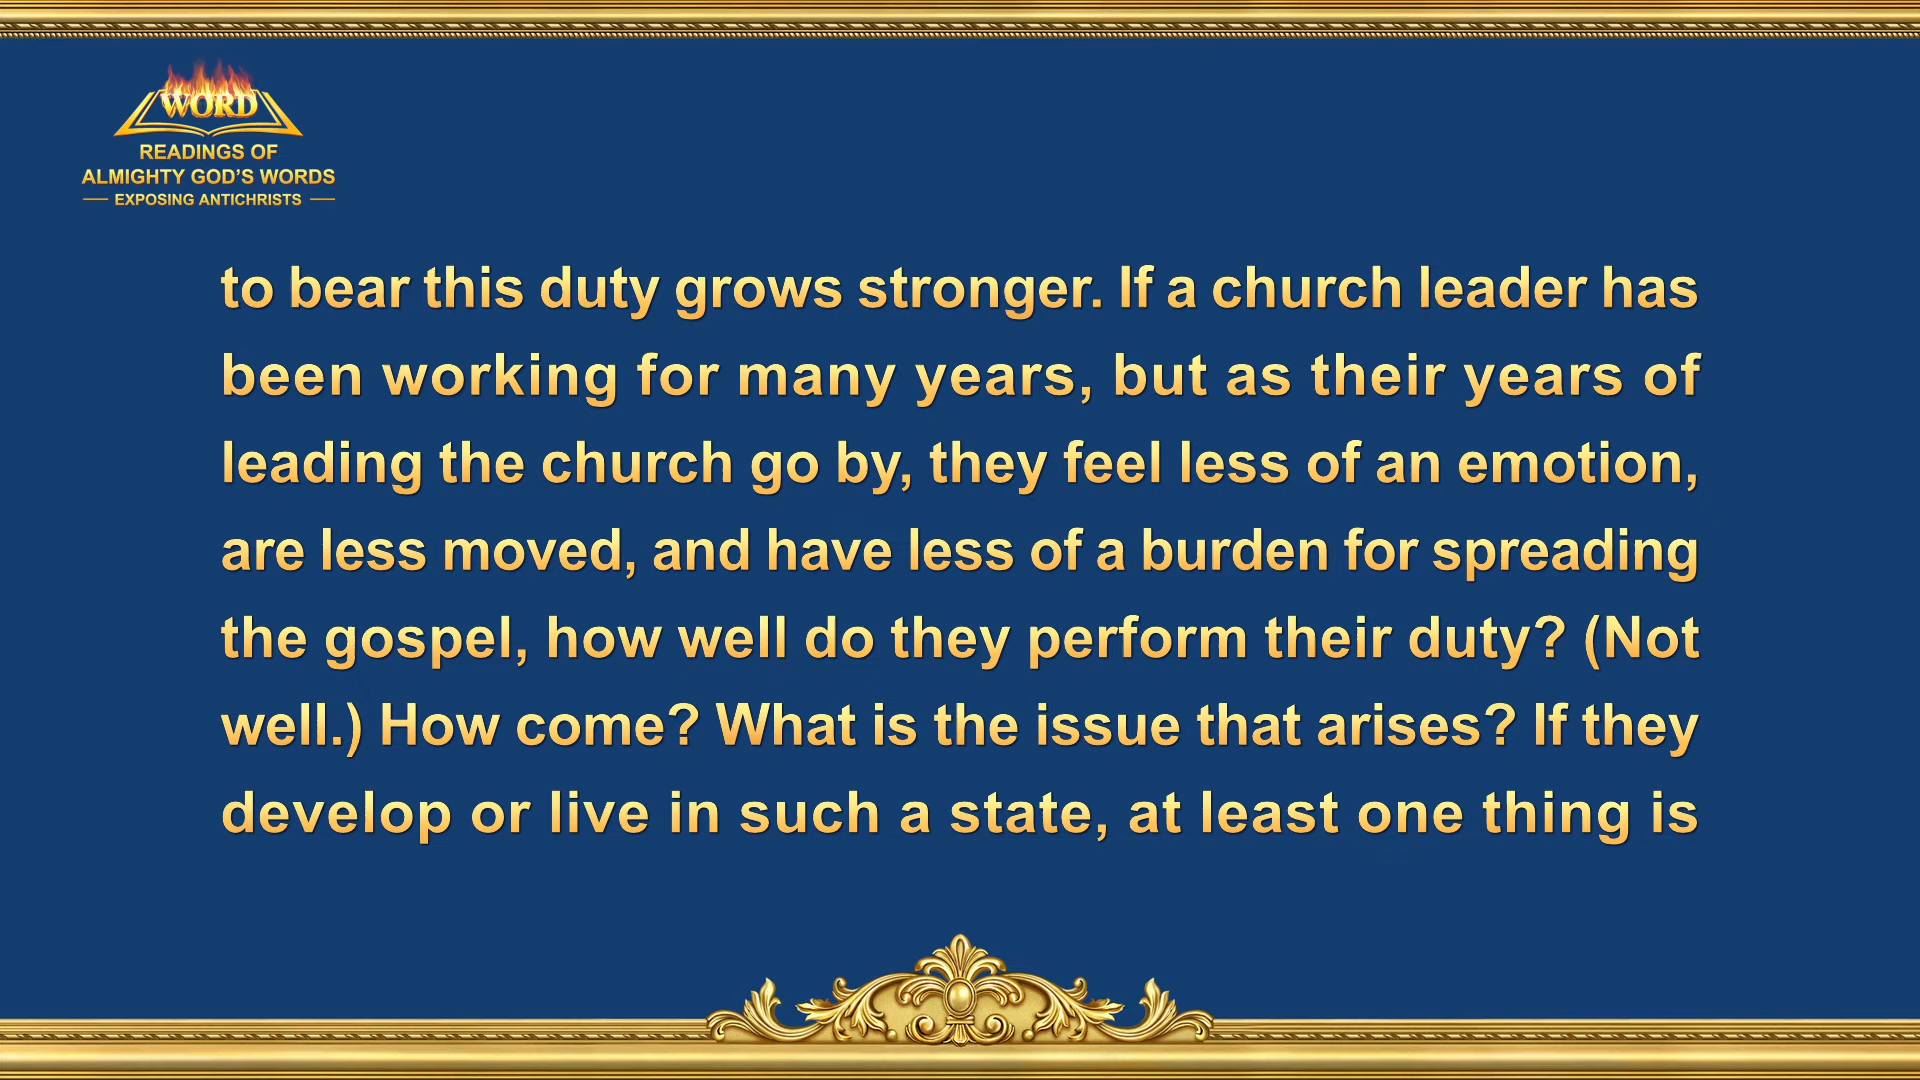 WORD
READINGS OF
ALMIGHTY GOD'S WORDS
EXPOSING ANTICHRISTS
to bear this duty grows stronger. If a church leader has
been working for many years, but as their years of
leading the church go by, they feel less of an emotion,
are less moved, and have less of a burden for spreading
the gospel, how well do they perform their duty? (Not
well.) How come? What is the issue that arises? If they
develop or live in such a state, at least one thing is